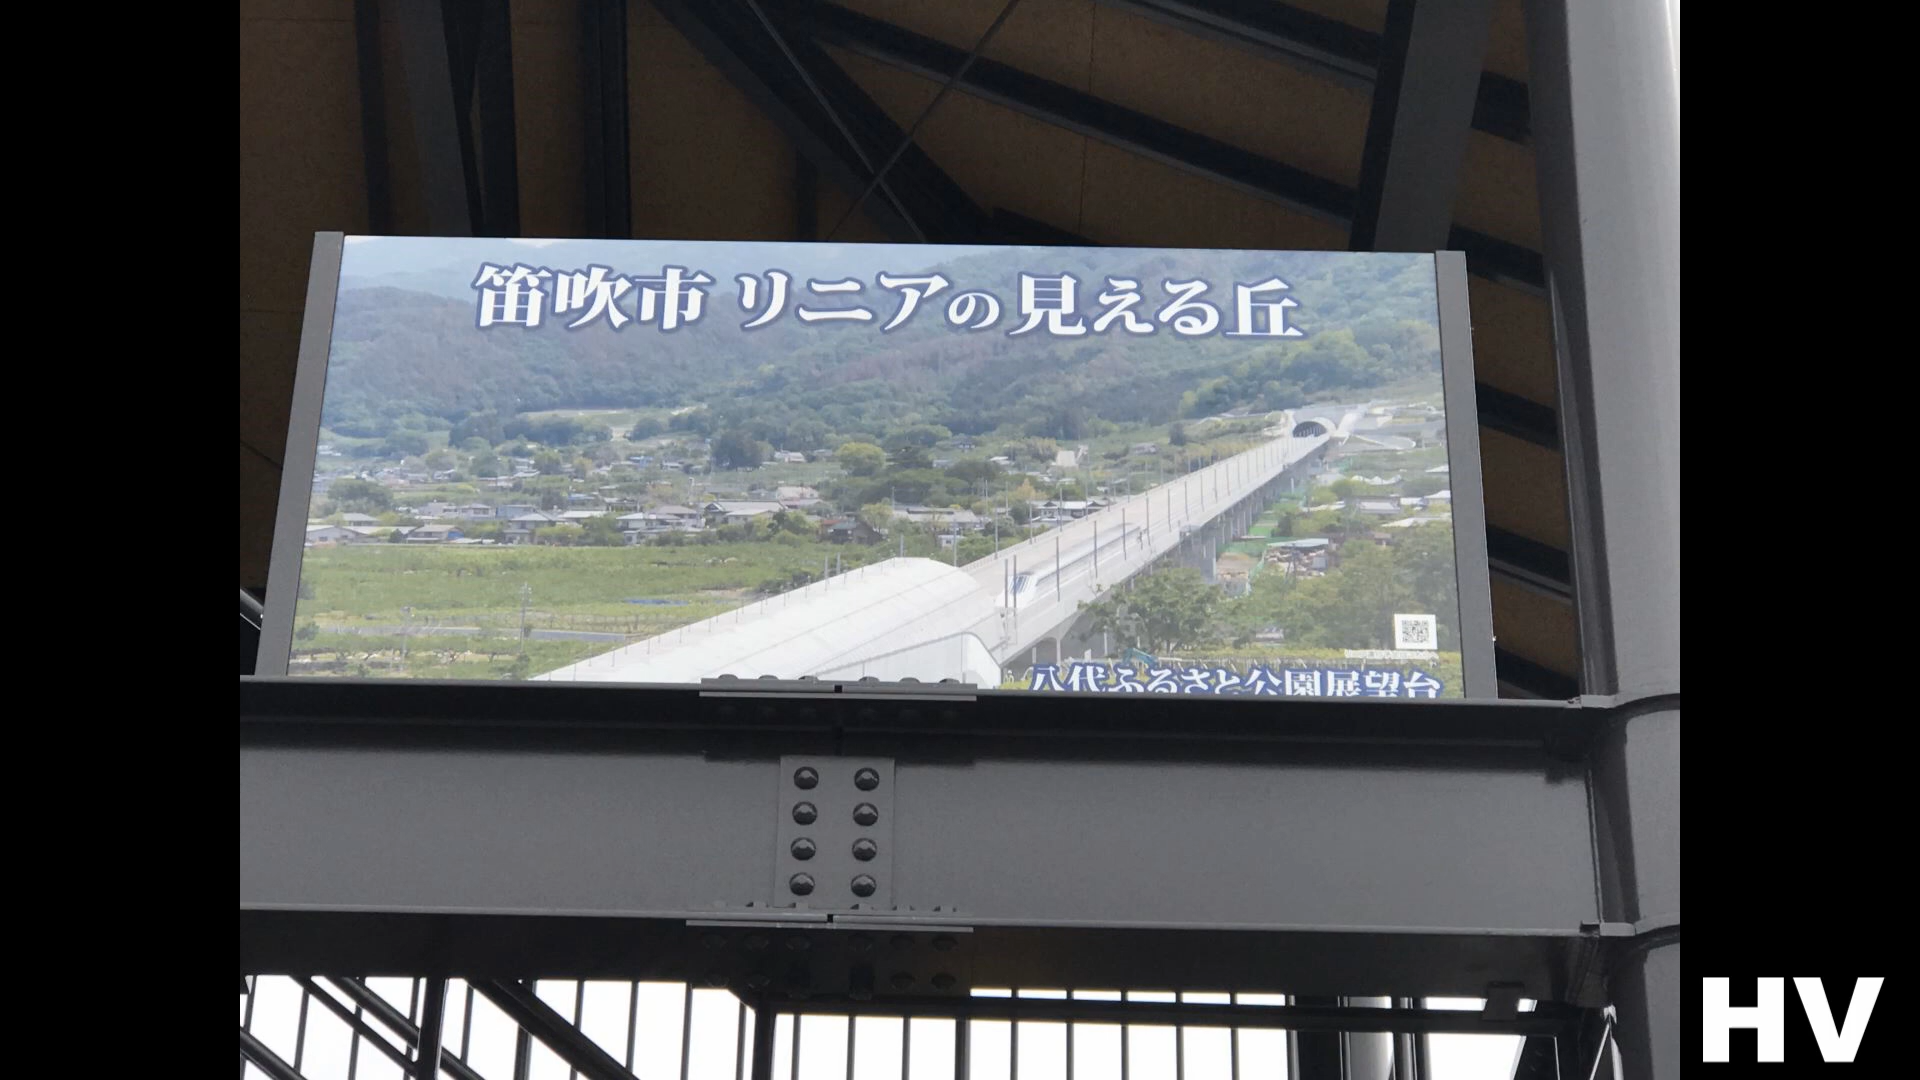 笛吹市 リニアの見える丘
八代ふるさと公園展望台
HV